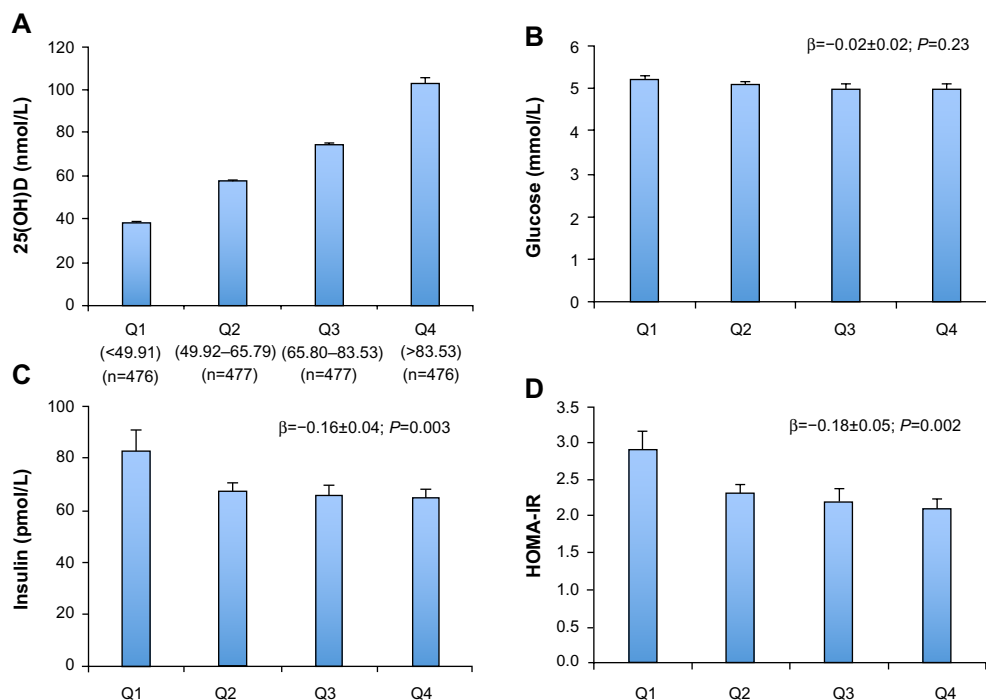 A
25(OH)D (nmol/L)
120
100
80
60
40
20
0
Q1 Q2 Q3 Q4
(<49.91) (49.92–65.79) (65.80–83.53) (>83.53)
(n=476) (n=477) (n=477) (n=476)
B
β=−0.02±0.02; P=0.23
Glucose (mmol/L)
6
5
4
3
2
1
0
Q1 Q2 Q3 Q4
C
β=−0.16±0.04; P=0.003
Insulin (pmol/L)
100
80
60
40
20
0
Q1 Q2 Q3 Q4
D
β=−0.18±0.05; P=0.002
HOMA-IR
3.5
3.0
2.5
2.0
1.5
1.0
0.5
0.0
Q1 Q2 Q3 Q4